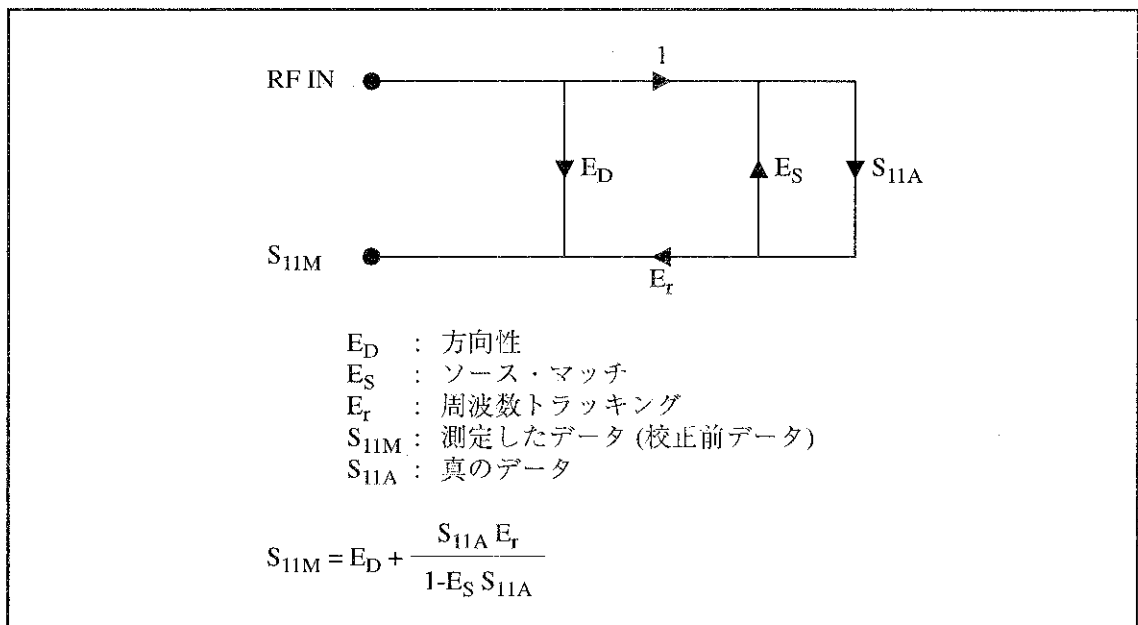 1
RF IN
E_D
E_S
S_11A
S_11M
E_r
E_D : 方向性
E_S : ソース・マッチ
E_r : 周波数トラッキング
S_11M : 測定したデータ (校正前データ)
S_11A : 真のデータ
S_11M = E_D + S_11A E_r / 1-E_S S_11A